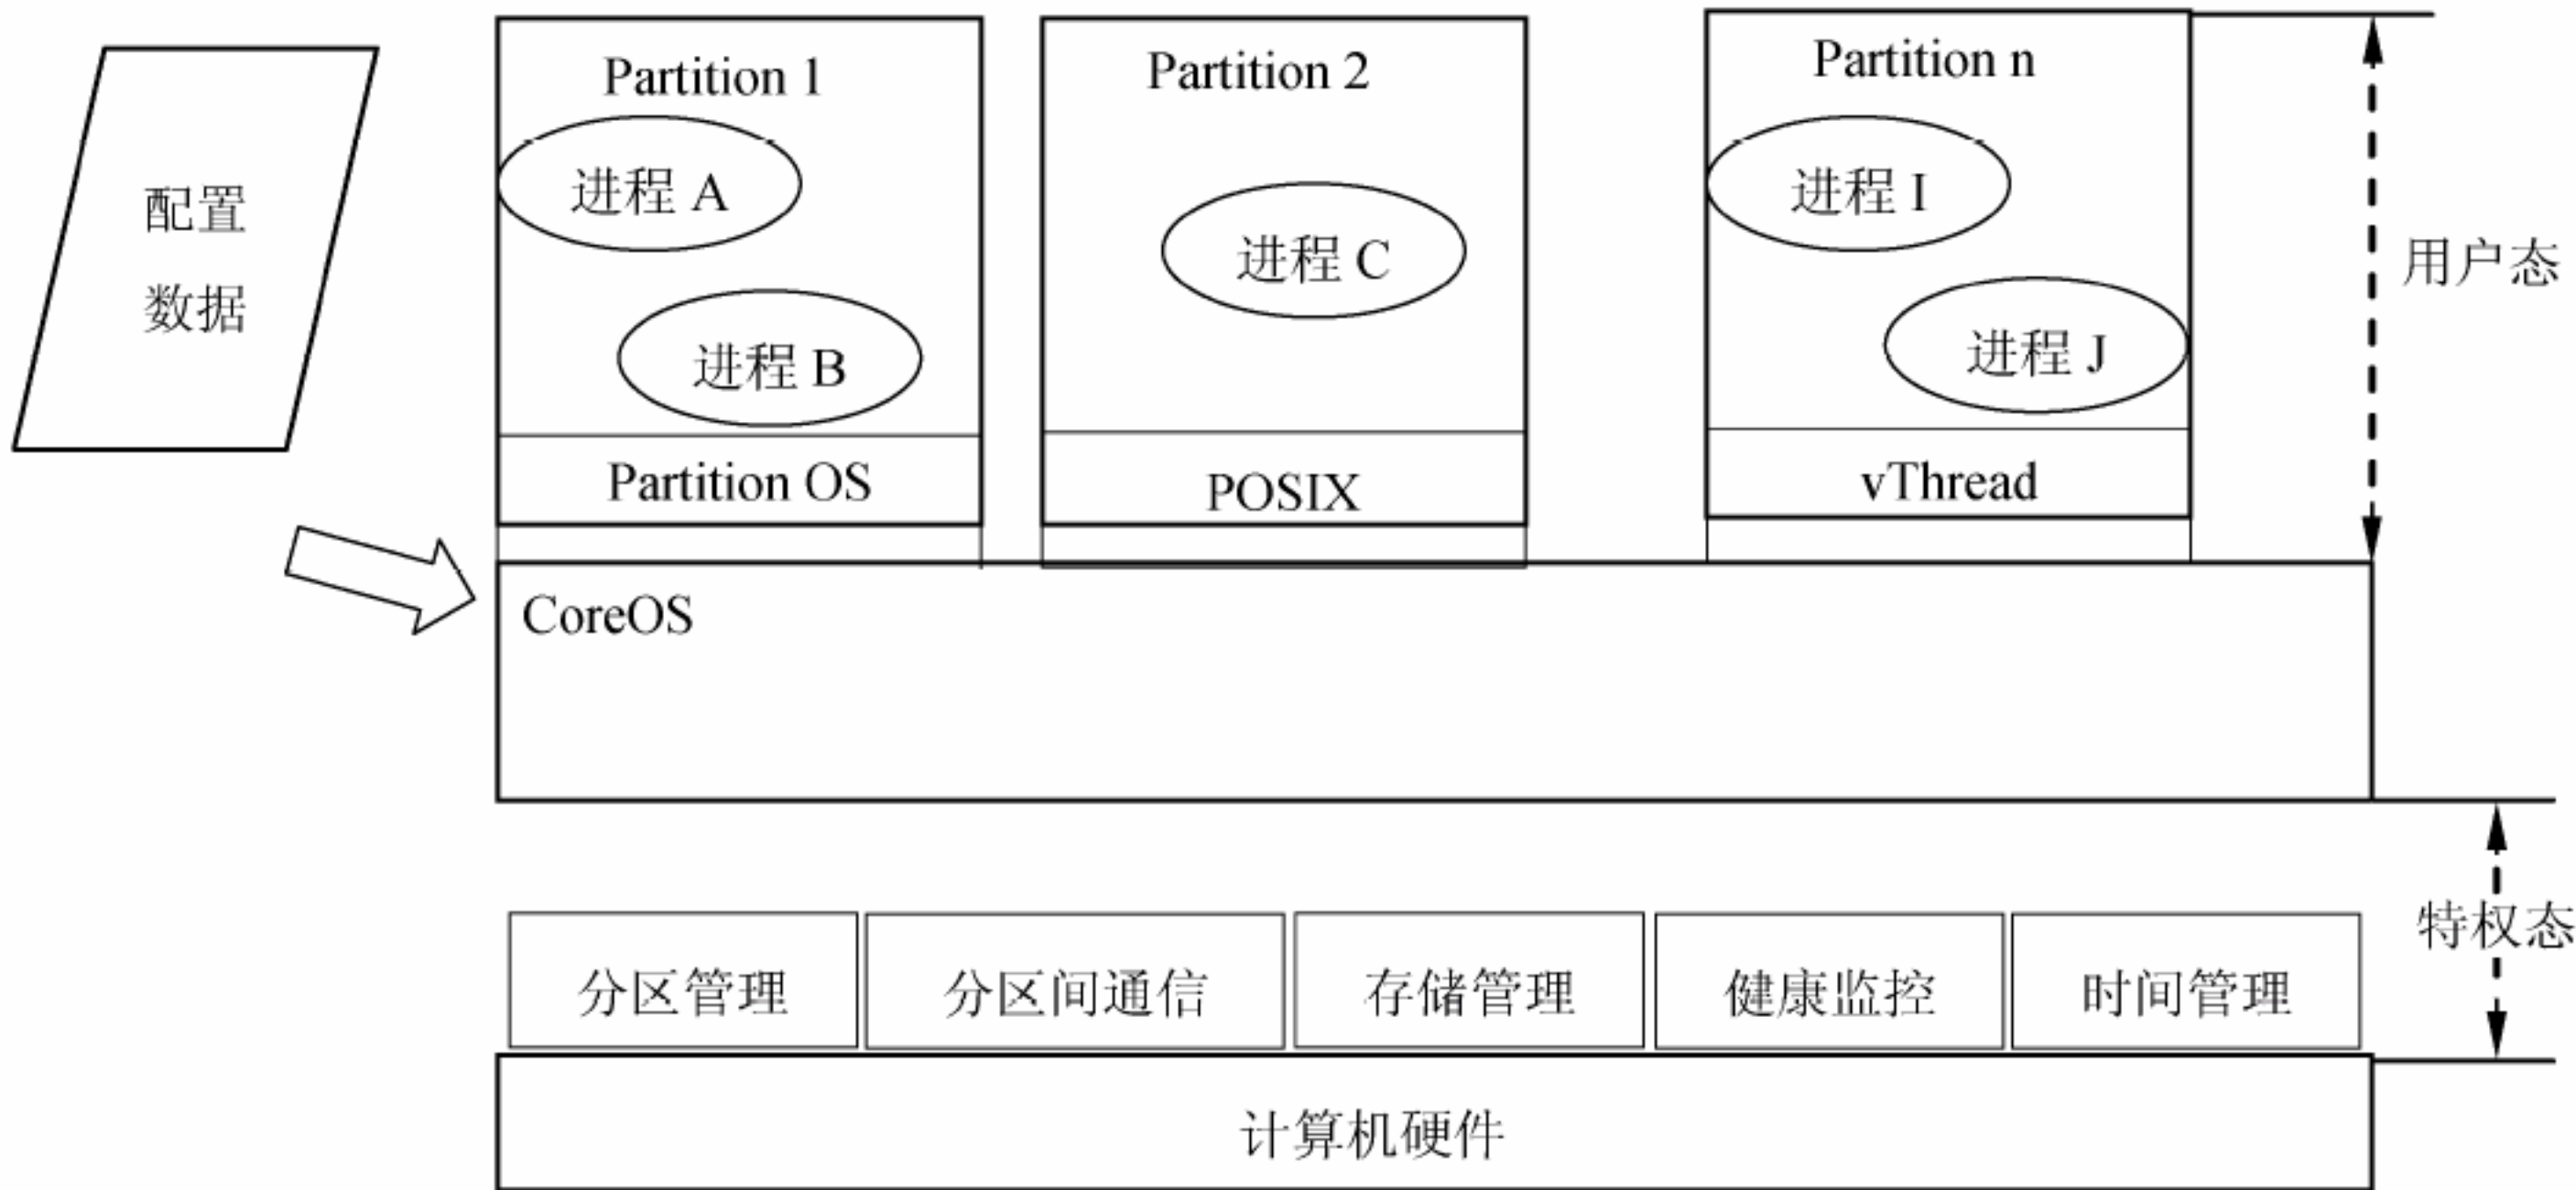 配置
数据
Partition 1
进程 A
进程 B
Partition OS
Partition 2
进程 C
POSIX
Partition n
进程 I
进程 J
vThread
用户态
CoreOS
特权态
分区管理
分区间通信
存储管理
健康监控
时间管理
计算机硬件